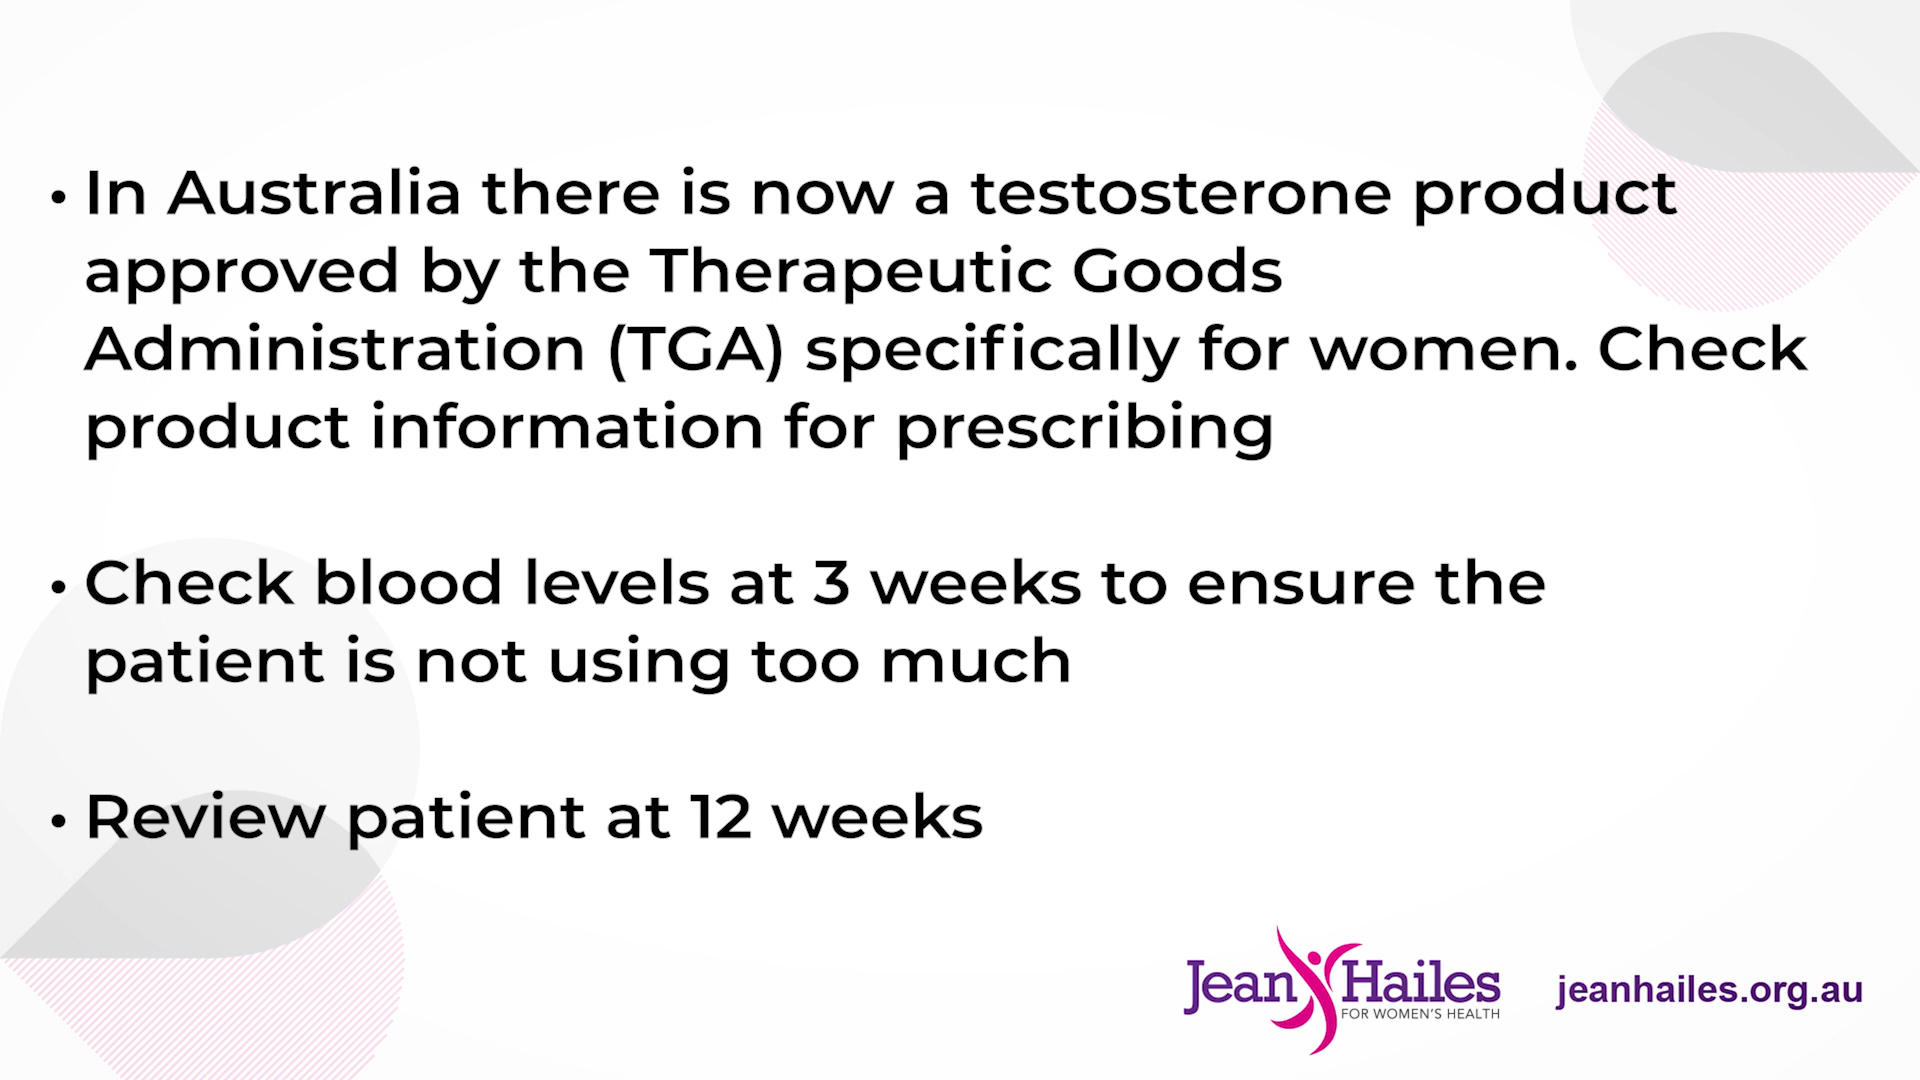 • In Australia there is now a testosterone product
approved by the Therapeutic Goods
Administration (TGA) specifically for women. Check
product information for prescribing
• Check blood levels at 3 weeks to ensure the
patient is not using too much
• Review patient at 12 weeks
Jean Hailes
FOR WOMEN'S HEALTH
jeanhailes.org.au